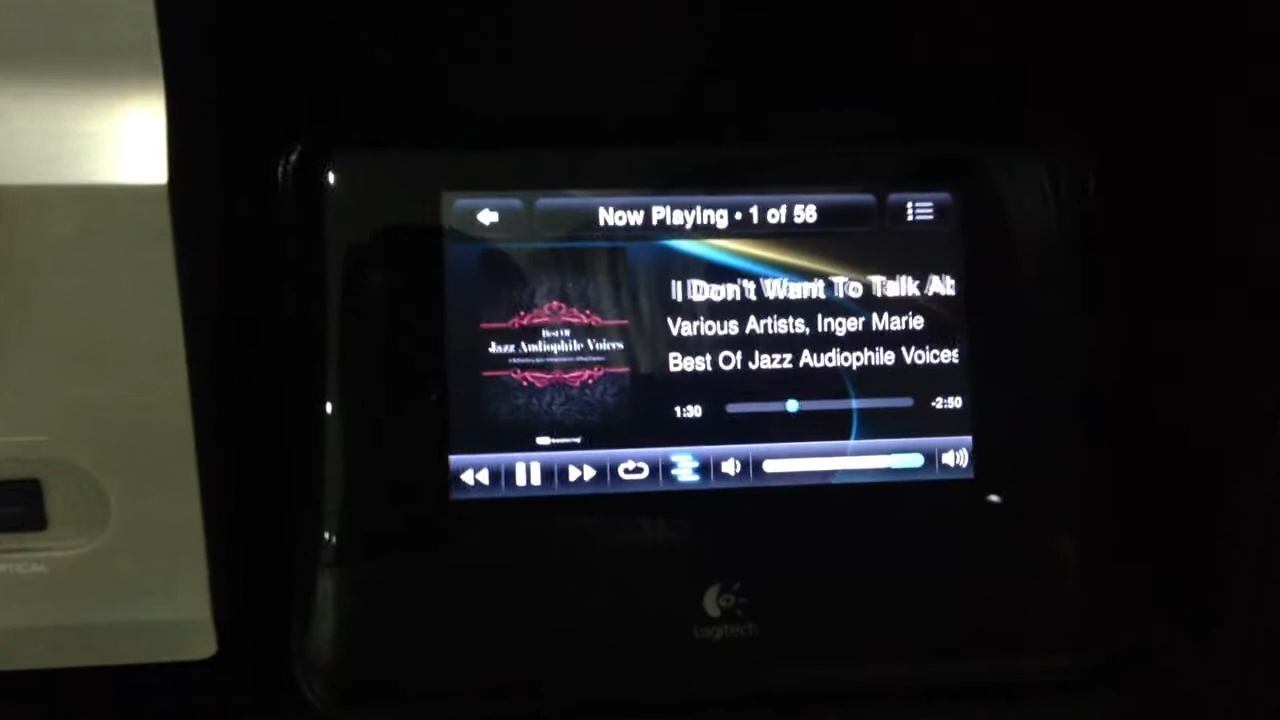 Now Playing • 1 of 56
I Don't Want To Talk Ab
Various Artists, Inger Marie
Best Of Jazz Audiophile Voices
1:30
-2:50
Best Of
Jazz Audiophile Voices
Logitech